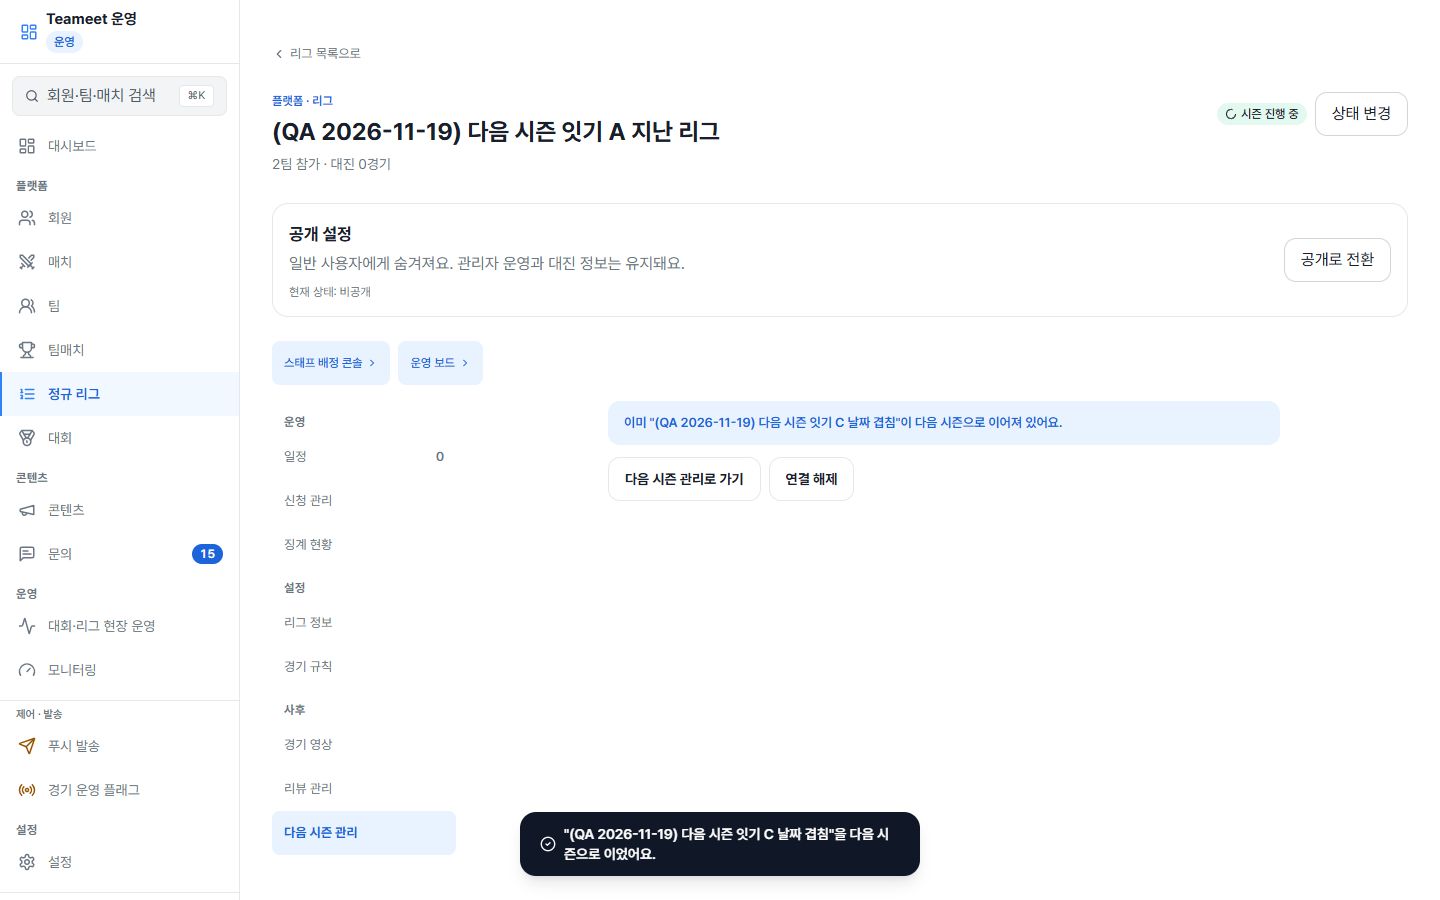 Teameet 운영
운영
회원·팀·매치 검색
⌘K
대시보드
플랫폼
회원
매치
팀
팀매치
정규 리그
대회
콘텐츠
콘텐츠
문의
15
운영
대회·리그 현장 운영
모니터링
제어 · 발송
푸시 발송
경기 운영 플래그
설정
설정
리그 목록으로
플랫폼 · 리그
(QA 2026-11-19) 다음 시즌 잇기 A 지난 리그
2팀 참가 · 대진 0경기
시즌 진행 중
상태 변경
공개 설정
일반 사용자에게 숨겨져요. 관리자 운영과 대진 정보는 유지돼요.
현재 상태: 비공개
공개로 전환
스태프 배정 콘솔
운영 보드
운영
일정
0
신청 관리
징계 현황
설정
리그 정보
경기 규칙
사후
경기 영상
리뷰 관리
다음 시즌 관리
이미 "(QA 2026-11-19) 다음 시즌 잇기 C 날짜 겹침"이 다음 시즌으로 이어져 있어요.
다음 시즌 관리로 가기
연결 해제
"(QA 2026-11-19) 다음 시즌 잇기 C 날짜 겹침"을 다음 시
즌으로 이었어요.